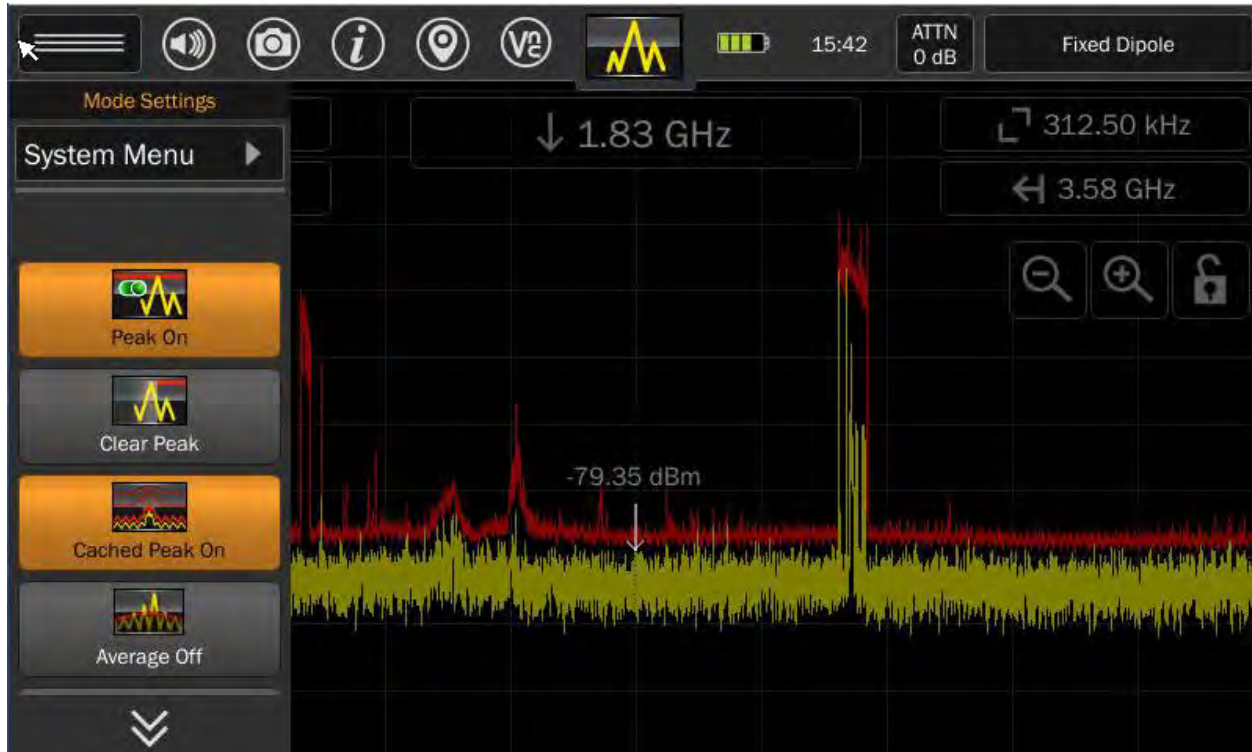 VnC
15:42
ATTN
0 dB
Fixed Dipole
Mode Settings
System Menu
1.83 GHz
312.50 kHz
3.58 GHz
Peak On
Clear Peak
-79.35 dBm
Cached Peak On
Average Off